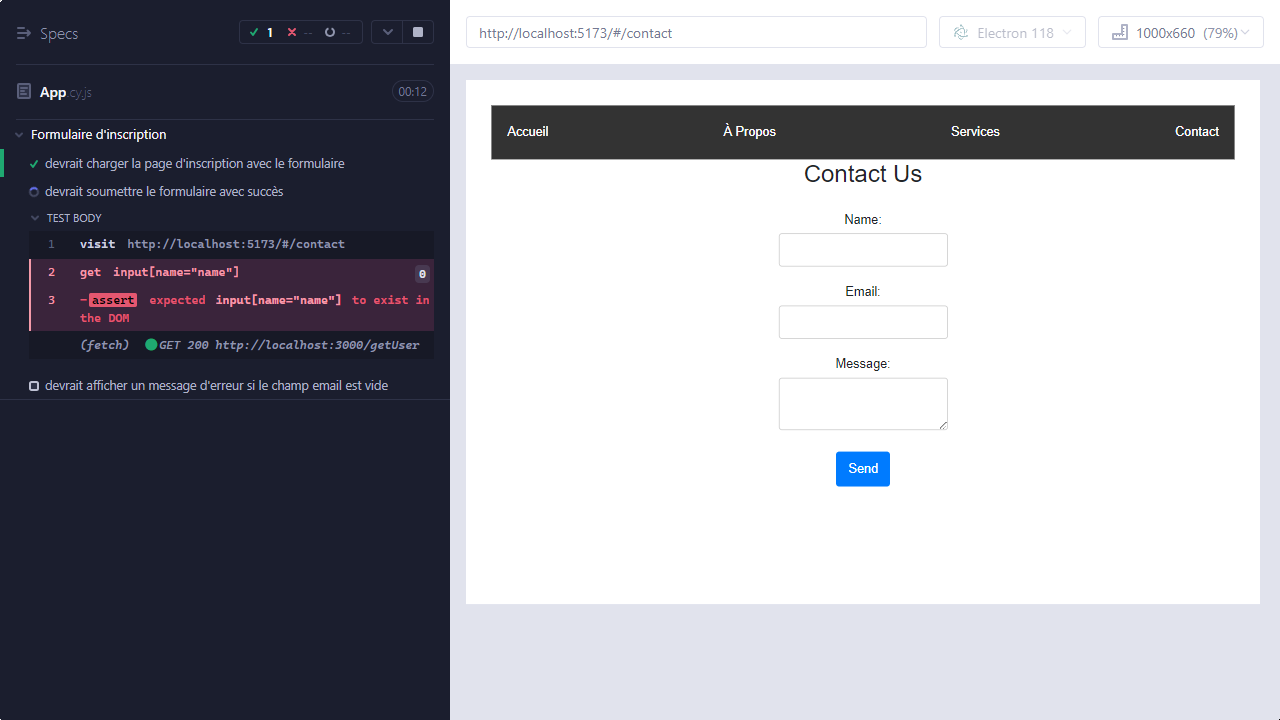 Specs
1
--
--
http://localhost:5173/#/contact
Electron 118
1000x660 (79%)
App.cy.js
00:12
Formulaire d'inscription
devrait charger la page d'inscription avec le formulaire
devrait soumettre le formulaire avec succès
TEST BODY
1 visit http://localhost:5173/#/contact
2 get input[name="name"] 0
3 -assert expected input[name="name"] to exist in
the DOM
(fetch) GET 200 http://localhost:3000/getUser
devrait afficher un message d'erreur si le champ email est vide
Accueil
À Propos
Services
Contact
Contact Us
Name:
Email:
Message:
Send